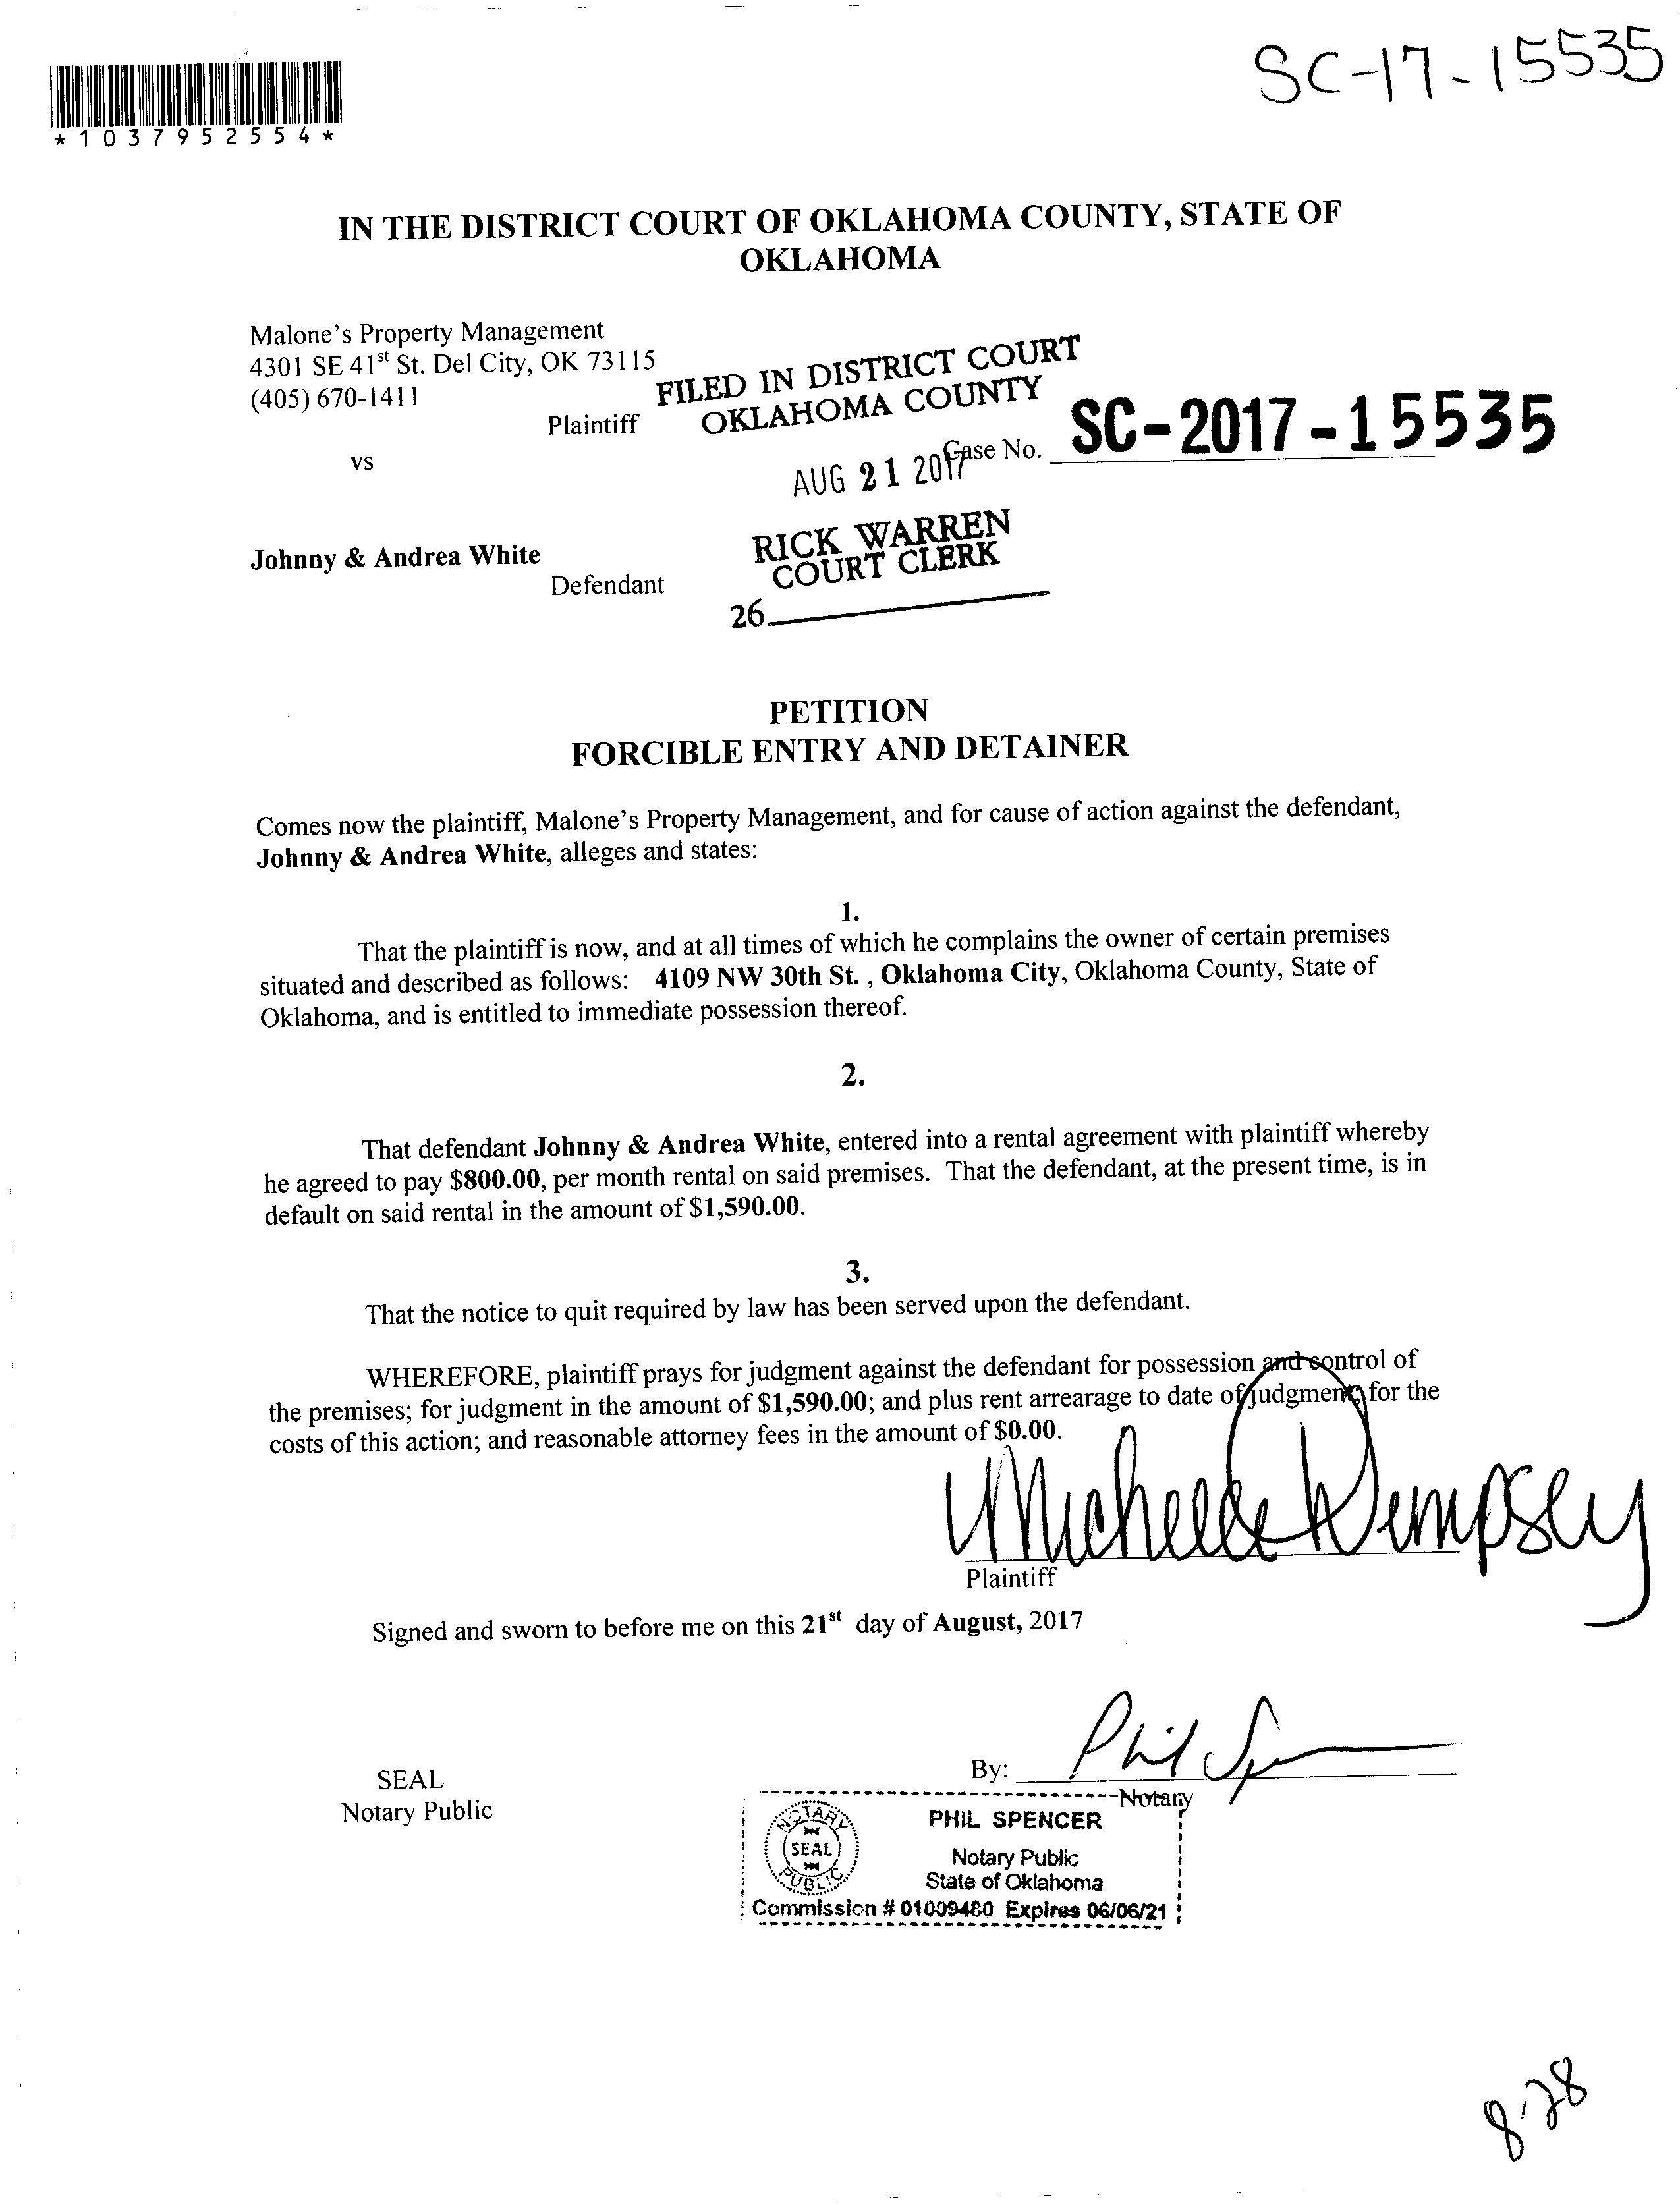 SC-17-15535
*1037952554*
IN THE DISTRICT COURT OF OKLAHOMA COUNTY, STATE OF
OKLAHOMA
Malone's Property Management
4301 SE 41st St. Del City, OK 73115
(405) 670-1411
Plaintiff
FILED IN DISTRICT COURT
OKLAHOMA COUNTY
Case No. SC-2017-15535
vs
AUG 21 2017
RICK WARREN
COURT CLERK
Johnny & Andrea White
Defendant
26
PETITION
FORCIBLE ENTRY AND DETAINER
Comes now the plaintiff, Malone's Property Management, and for cause of action against the defendant,
Johnny & Andrea White, alleges and states:
1.
That the plaintiff is now, and at all times of which he complains the owner of certain premises
situated and described as follows: 4109 NW 30th St. , Oklahoma City, Oklahoma County, State of
Oklahoma, and is entitled to immediate possession thereof.
2.
That defendant Johnny & Andrea White, entered into a rental agreement with plaintiff whereby
he agreed to pay $800.00, per month rental on said premises. That the defendant, at the present time, is in
default on said rental in the amount of $1,590.00.
3.
That the notice to quit required by law has been served upon the defendant.
WHEREFORE, plaintiff prays for judgment against the defendant for possession and control of
the premises; for judgment in the amount of $1,590.00; and plus rent arrearage to date of judgment; for the
costs of this action; and reasonable attorney fees in the amount of $0.00.
Michelle Dempsey
Plaintiff
Signed and sworn to before me on this 21st day of August, 2017
By: Phil Spencer
SEAL
Notary Public
Notary
NOTARY
SEAL
PUBLIC
PHIL SPENCER
Notary Public
State of Oklahoma
Commission # 01009480 Expires 06/06/21
8-28